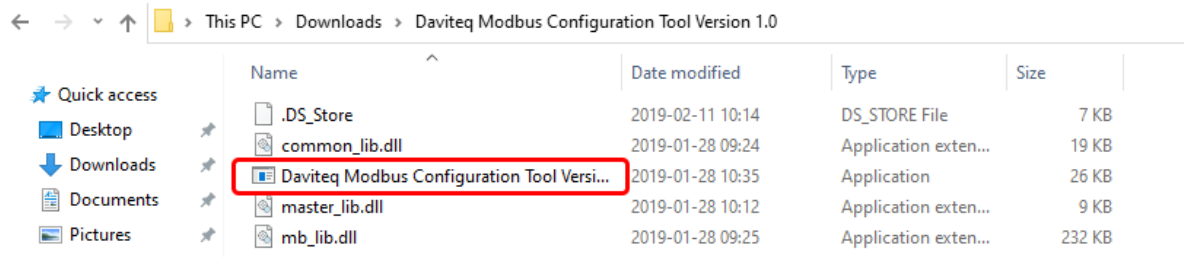 This PC > Downloads > Daviteq Modbus Configuration Tool Version 1.0
Name Date modified Type Size
Quick access
Desktop
Downloads
Documents
Pictures
.DS_Store 2019-02-11 10:14 DS_STORE File 7 KB
common_lib.dll 2019-01-28 09:24 Application exten... 19 KB
Daviteq Modbus Configuration Tool Versi... 2019-01-28 10:35 Application 26 KB
master_lib.dll 2019-01-28 10:12 Application exten... 9 KB
mb_lib.dll 2019-01-28 09:25 Application exten... 232 KB